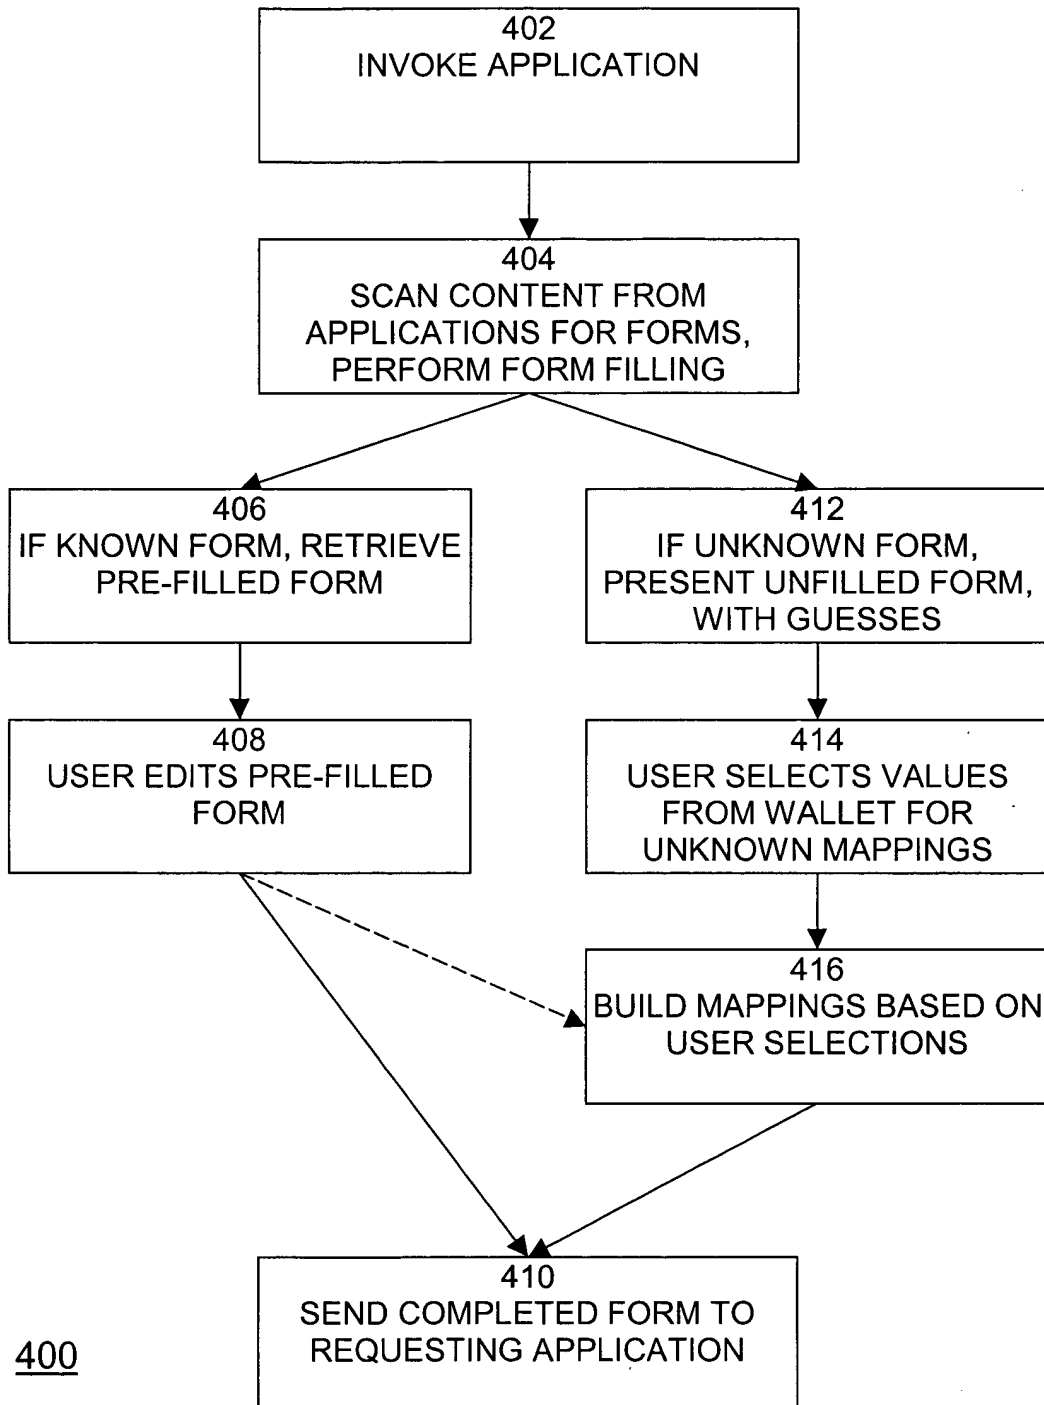 402
INVOKE APPLICATION
404
SCAN CONTENT FROM
APPLICATIONS FOR FORMS,
PERFORM FORM FILLING
406
IF KNOWN FORM, RETRIEVE
PRE-FILLED FORM
412
IF UNKNOWN FORM,
PRESENT UNFILLED FORM,
WITH GUESSES
408
USER EDITS PRE-FILLED
FORM
414
USER SELECTS VALUES
FROM WALLET FOR
UNKNOWN MAPPINGS
416
BUILD MAPPINGS BASED ON
USER SELECTIONS
410
SEND COMPLETED FORM TO
REQUESTING APPLICATION
400